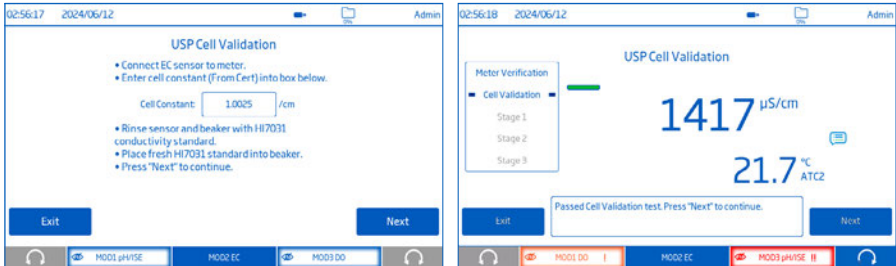 02:56:17 2024/06/12 0% Admin
USP Cell Validation
• Connect EC sensor to meter.
• Enter cell constant (From Cert) into box below.
Cell Constant: 1.0025 /cm
• Rinse sensor and beaker with HI7031
conductivity standard.
• Place fresh HI7031 standard into beaker.
• Press "Next" to continue.
Exit Next
MOD1 pH/ISE MOD2 EC MOD3 DO
02:56:18 2024/06/12 0% Admin
USP Cell Validation
Meter Verification
Cell Validation
Stage 1
Stage 2
Stage 3
1417 µS/cm
21.7 °C
ATC2
Passed Cell Validation test. Press "Next" to continue.
Exit Next
MOD1 DO ! MOD2 EC MOD3 pH/ISE !!